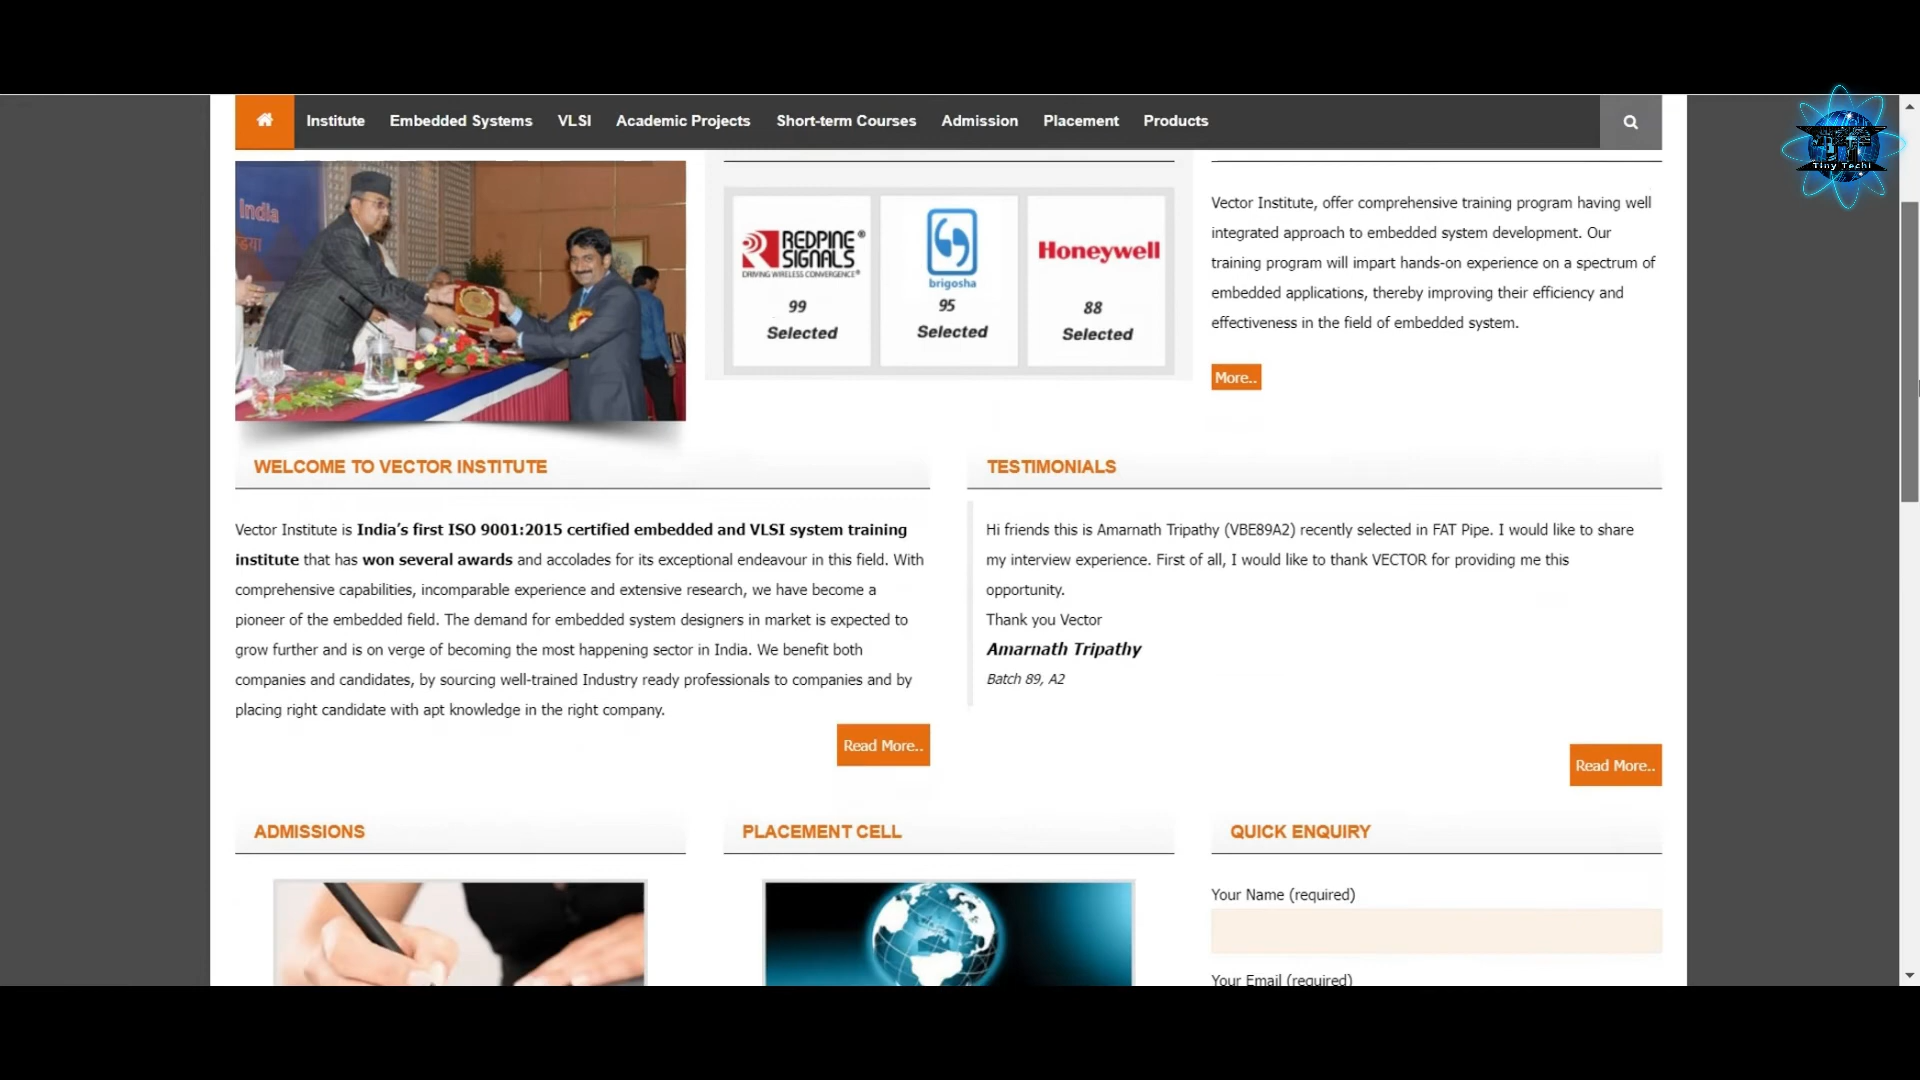 Institute Embedded Systems VLSI Academic Projects Short-term Courses Admission Placement Products
Tiny Tech!
India
REDPINE®
SIGNALS
DRIVING WIRELESS CONVERGENCE®
99
Selected
brigosha
95
Selected
Honeywell
88
Selected
Vector Institute, offer comprehensive training program having well
integrated approach to embedded system development. Our
training program will impart hands-on experience on a spectrum of
embedded applications, thereby improving their efficiency and
effectiveness in the field of embedded system.
More..
WELCOME TO VECTOR INSTITUTE
Vector Institute is India's first ISO 9001:2015 certified embedded and VLSI system training
institute that has won several awards and accolades for its exceptional endeavour in this field. With
comprehensive capabilities, incomparable experience and extensive research, we have become a
pioneer of the embedded field. The demand for embedded system designers in market is expected to
grow further and is on verge of becoming the most happening sector in India. We benefit both
companies and candidates, by sourcing well-trained Industry ready professionals to companies and by
placing right candidate with apt knowledge in the right company.
Read More..
TESTIMONIALS
Hi friends this is Amarnath Tripathy (VBE89A2) recently selected in FAT Pipe. I would like to share
my interview experience. First of all, I would like to thank VECTOR for providing me this
opportunity.
Thank you Vector
Amarnath Tripathy
Batch 89, A2
Read More..
ADMISSIONS
PLACEMENT CELL
QUICK ENQUIRY
Your Name (required)
Your Email (required)